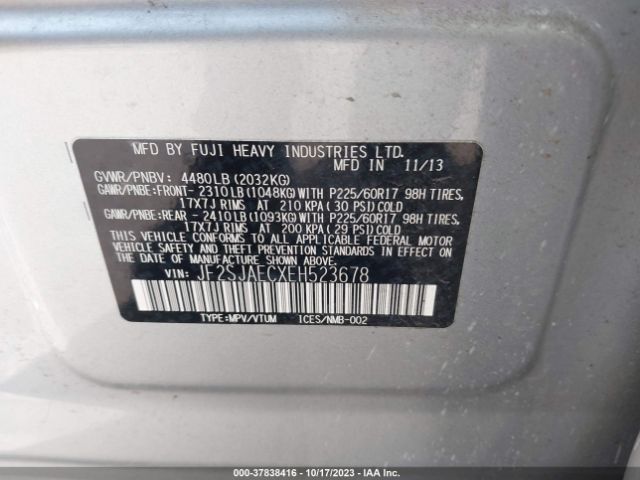 MFD BY FUJI HEAVY INDUSTRIES LTD.
MFD IN 11/13
GVWR/PNBV: 4480LB (2032KG)
GAWR/PNBE:FRONT- 2310LB (1048KG) WITH P225/60R17 98H TIRES,
17X7J RIMS AT 210 KPA (30 PSI) COLD
GAWR/PNBE:REAR - 2410LB (1093KG) WITH P225/60R17 98H TIRES,
17X7J RIMS AT 200 KPA (29 PSI) COLD
THIS VEHICLE CONFORMS TO ALL APPLICABLE FEDERAL MOTOR
VEHICLE SAFETY AND THEFT PREVENTION STANDARDS IN EFFECT ON
THE DATE OF MANUFACTURE SHOWN ABOVE.
VIN: JF2SJAECXEH523678
TYPE:MPV/VTUM ICES/NMB-002
000-37838416 - 10/17/2023 - IAAI.COM